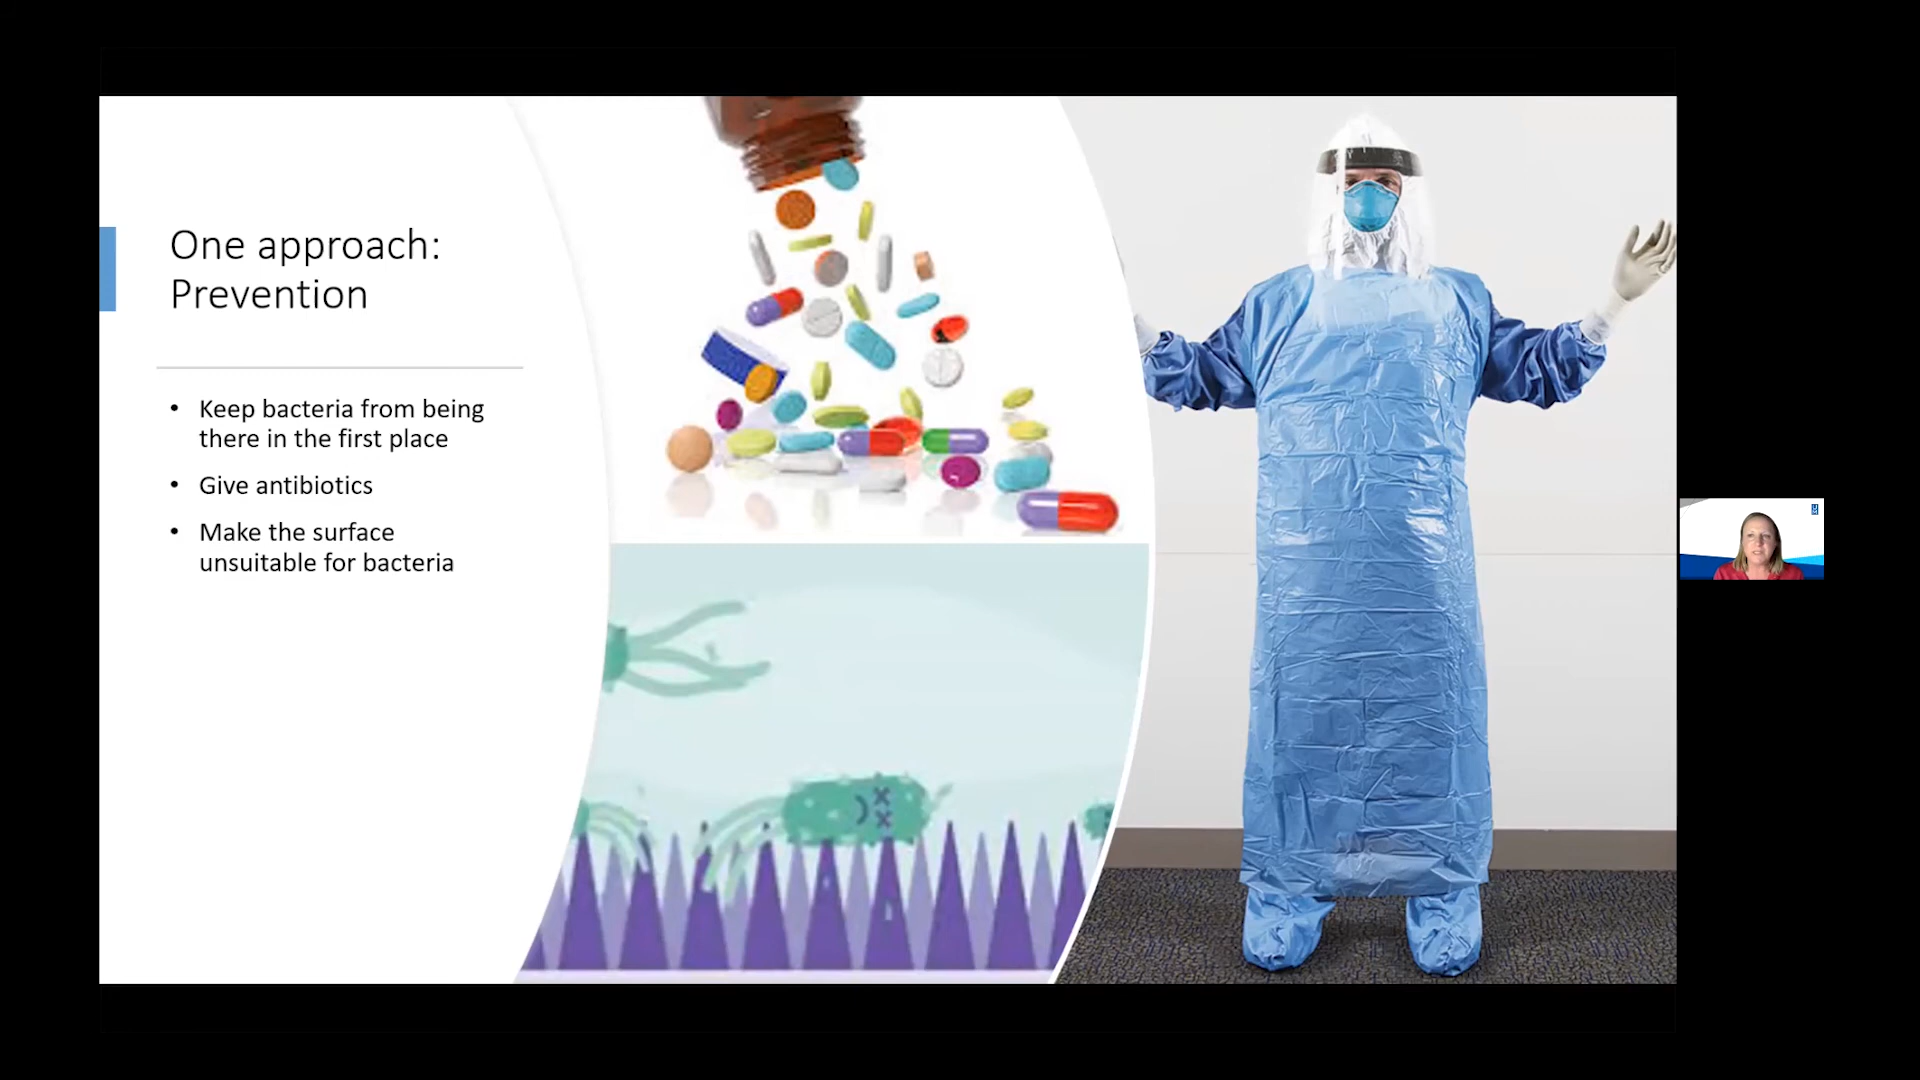 One approach:
Prevention
• Keep bacteria from being
there in the first place
• Give antibiotics
• Make the surface
unsuitable for bacteria